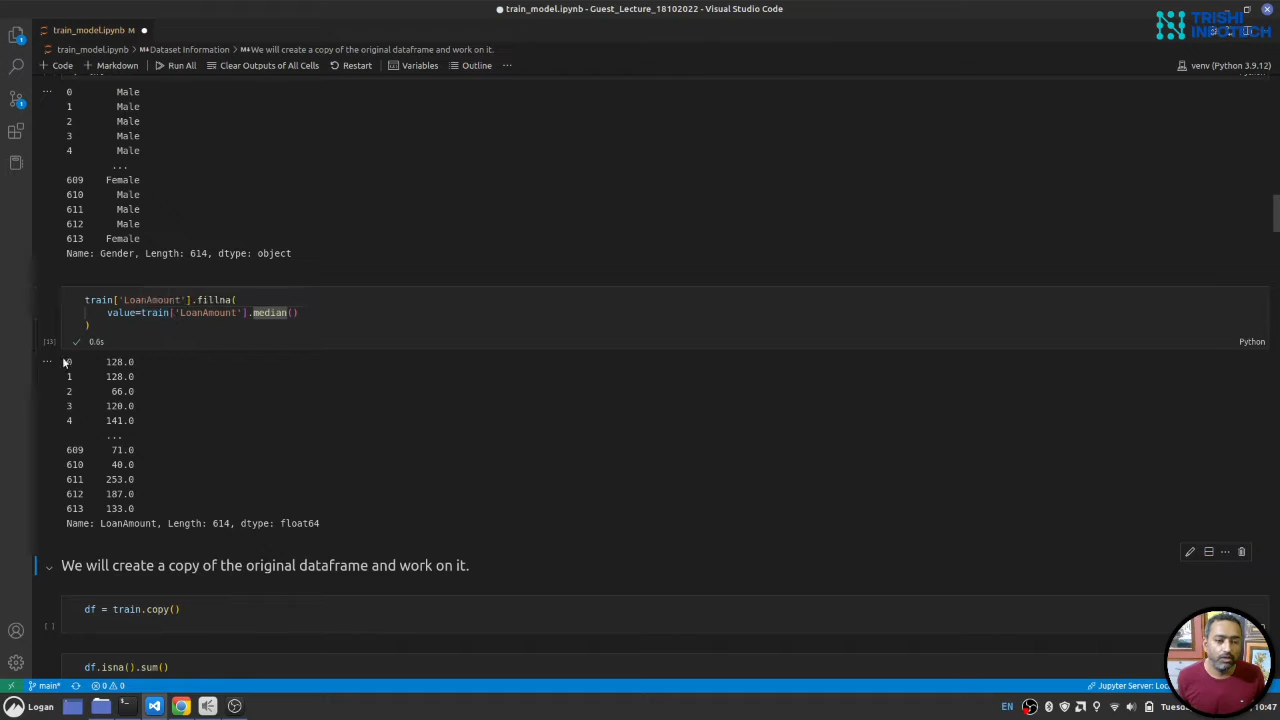 train_model.ipynb - Guest_Lecture_18102022 - Visual Studio Code
TRISHI
INFOTECH
train_model.ipynb M
train_model.ipynb > Dataset Information > We will create a copy of the original dataframe and work on it.
+ Code + Markdown Run All Clear Outputs of All Cells Restart Variables Outline ... venv (Python 3.9.12)
0 Male
1 Male
2 Male
3 Male
4 Male
...
609 Female
610 Male
611 Male
612 Male
613 Female
Name: Gender, Length: 614, dtype: object
train['LoanAmount'].fillna(
value=train['LoanAmount'].median()
)
[13] 0.6s Python
0 128.0
1 128.0
2 66.0
3 120.0
4 141.0
...
609 71.0
610 40.0
611 253.0
612 187.0
613 133.0
Name: LoanAmount, Length: 614, dtype: float64
We will create a copy of the original dataframe and work on it.
df = train.copy()
[ ]
df.isna().sum()
main* 0 0 Jupyter Server:
Logan EN 10:47